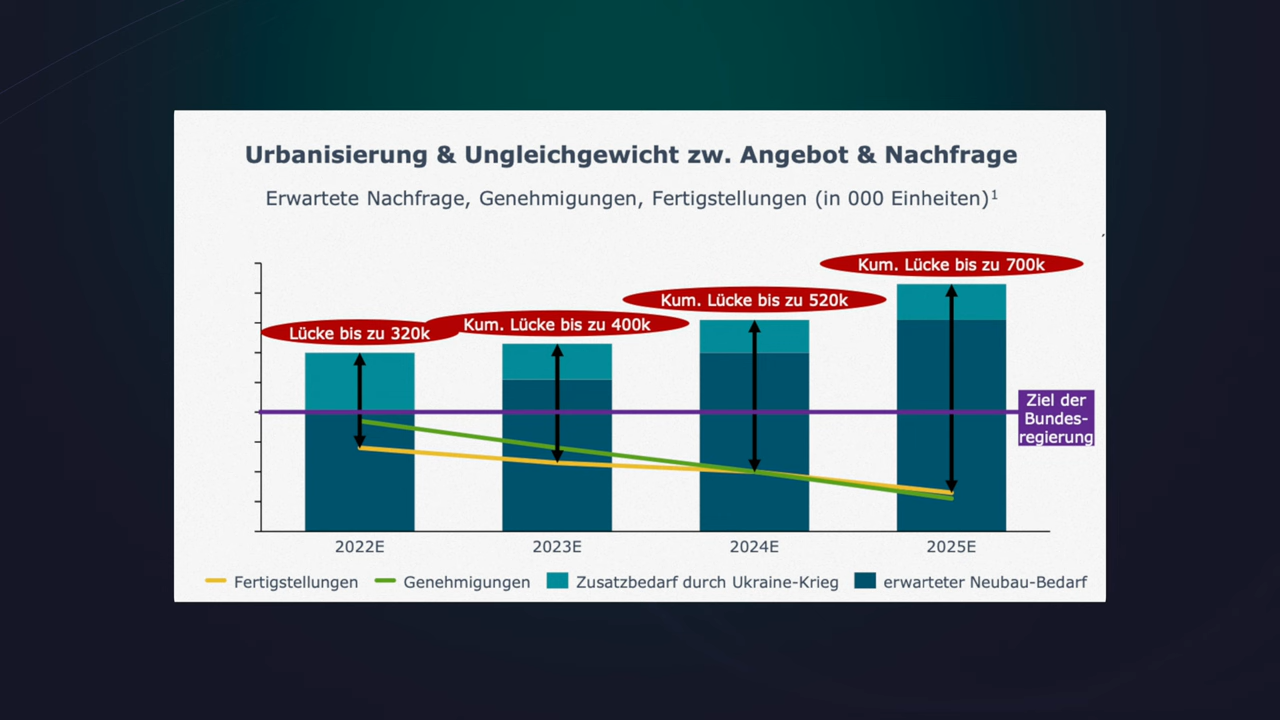 Urbanisierung & Ungleichgewicht zw. Angebot & Nachfrage
Erwartete Nachfrage, Genehmigungen, Fertigstellungen (in 000 Einheiten)¹
Kum. Lücke bis zu 700k
Kum. Lücke bis zu 520k
Kum. Lücke bis zu 400k
Lücke bis zu 320k
Ziel der
Bundes-
regierung
2022E 2023E 2024E 2025E
Fertigstellungen Genehmigungen Zusatzbedarf durch Ukraine-Krieg erwarteter Neubau-Bedarf